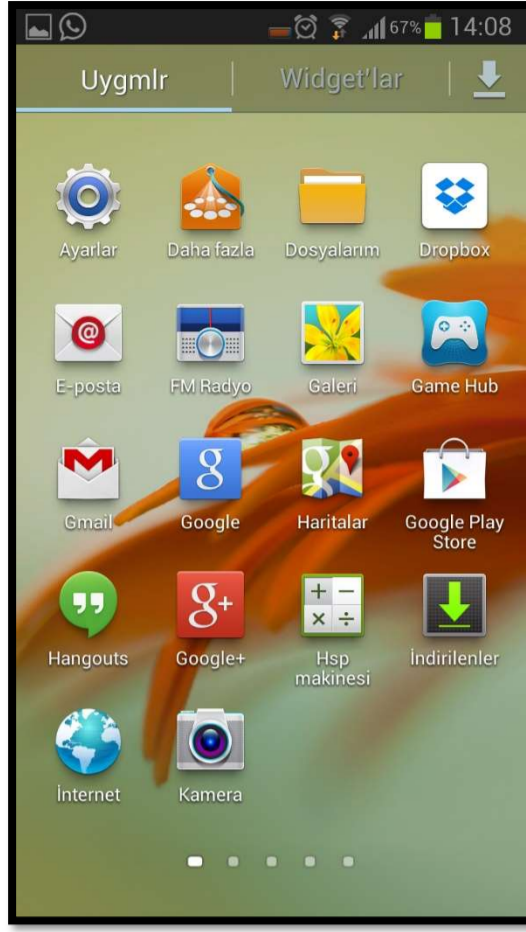 67% 14:08
Uygmlr Widget'lar
Ayarlar Daha fazla Dosyalarım Dropbox
E-posta FM Radyo Galeri Game Hub
Gmail Google Haritalar Google Play
Store
Hangouts Google+ Hsp İndirilenler
makinesi
İnternet Kamera